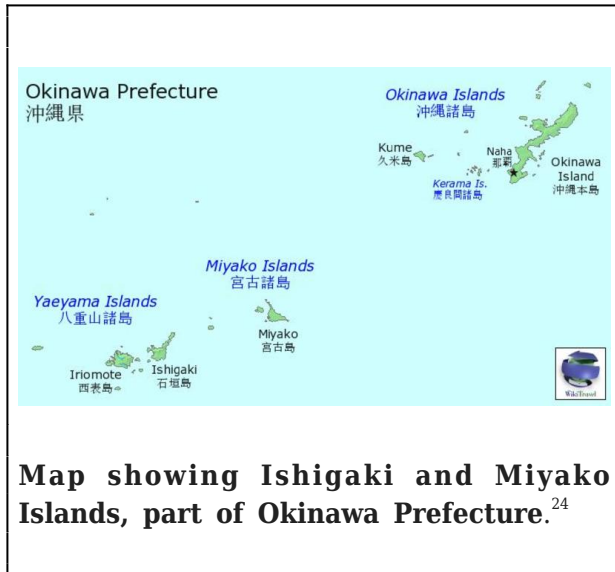 Okinawa Prefecture
沖縄県
Okinawa Islands
沖縄諸島
Kume
久米島
Naha
那覇
Kerama Is.
慶良間諸島
Okinawa
Island
沖縄本島
Miyako Islands
宮古諸島
Yaeyama Islands
八重山諸島
Miyako
宮古島
Iriomote
西表島
Ishigaki
石垣島
WikiTravel
Map showing Ishigaki and Miyako
Islands, part of Okinawa Prefecture.24